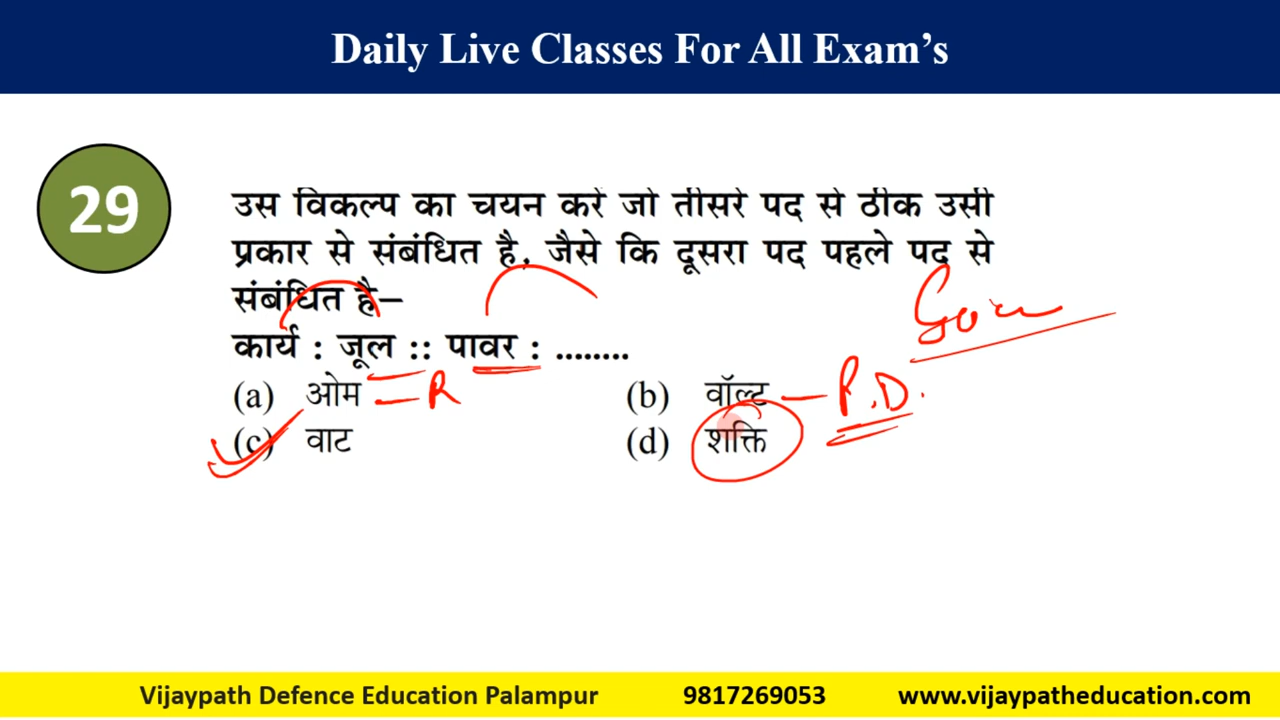 Daily Live Classes For All Exam’s
29
उस विकल्प का चयन करें जो तीसरे पद से ठीक उसी
प्रकार से संबंधित है, जैसे कि दूसरा पद पहले पद से
संबंधित है–
कार्य : जूल :: पावर : ........
(a) ओम = R (b) वॉल्ट – P.D.
(c) वाट (d) शक्ति
Vijaypath Defence Education Palampur 9817269053 www.vijaypatheducation.com